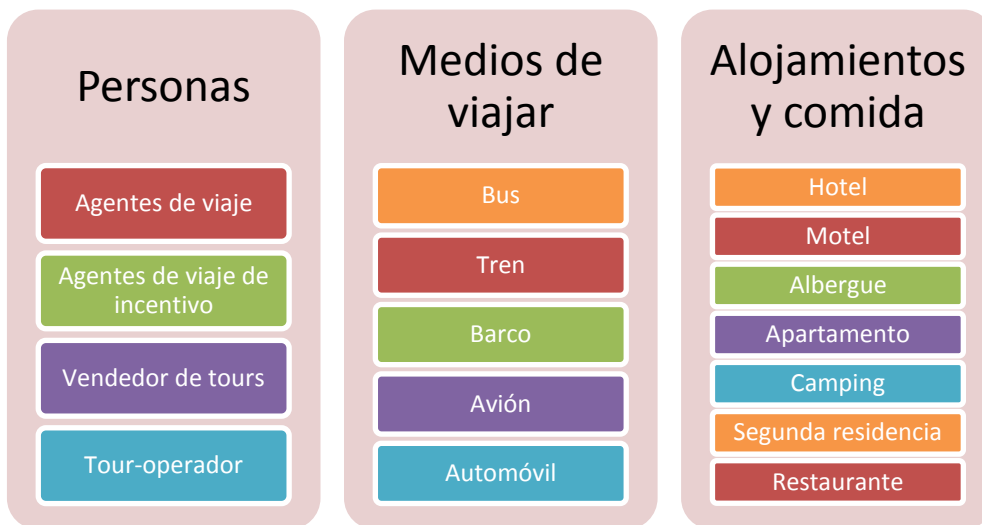 Personas
Agentes de viaje
Agentes de viaje de
incentivo
Vendedor de tours
Tour-operador
Medios de
viajar
Bus
Tren
Barco
Avión
Automóvil
Alojamientos
y comida
Hotel
Motel
Albergue
Apartamento
Camping
Segunda residencia
Restaurante